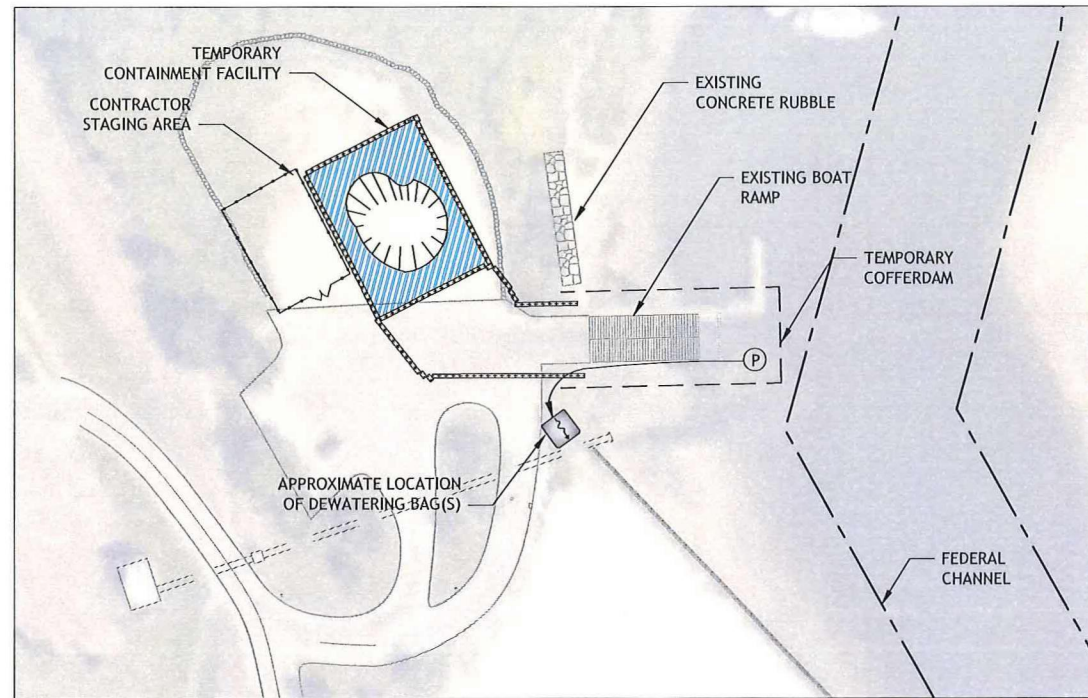 TEMPORARY
CONTAINMENT FACILITY
CONTRACTOR
STAGING AREA
EXISTING
CONCRETE RUBBLE
EXISTING BOAT
RAMP
TEMPORARY
COFFERDAM
P
APPROXIMATE LOCATION
OF DEWATERING BAG(S)
FEDERAL
CHANNEL